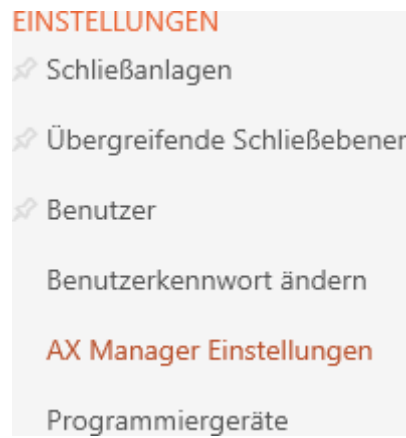 EINSTELLUNGEN
Schließanlagen
Übergreifende Schließebenen
Benutzer
Benutzerkennwort ändern
AX Manager Einstellungen
Programmiergeräte